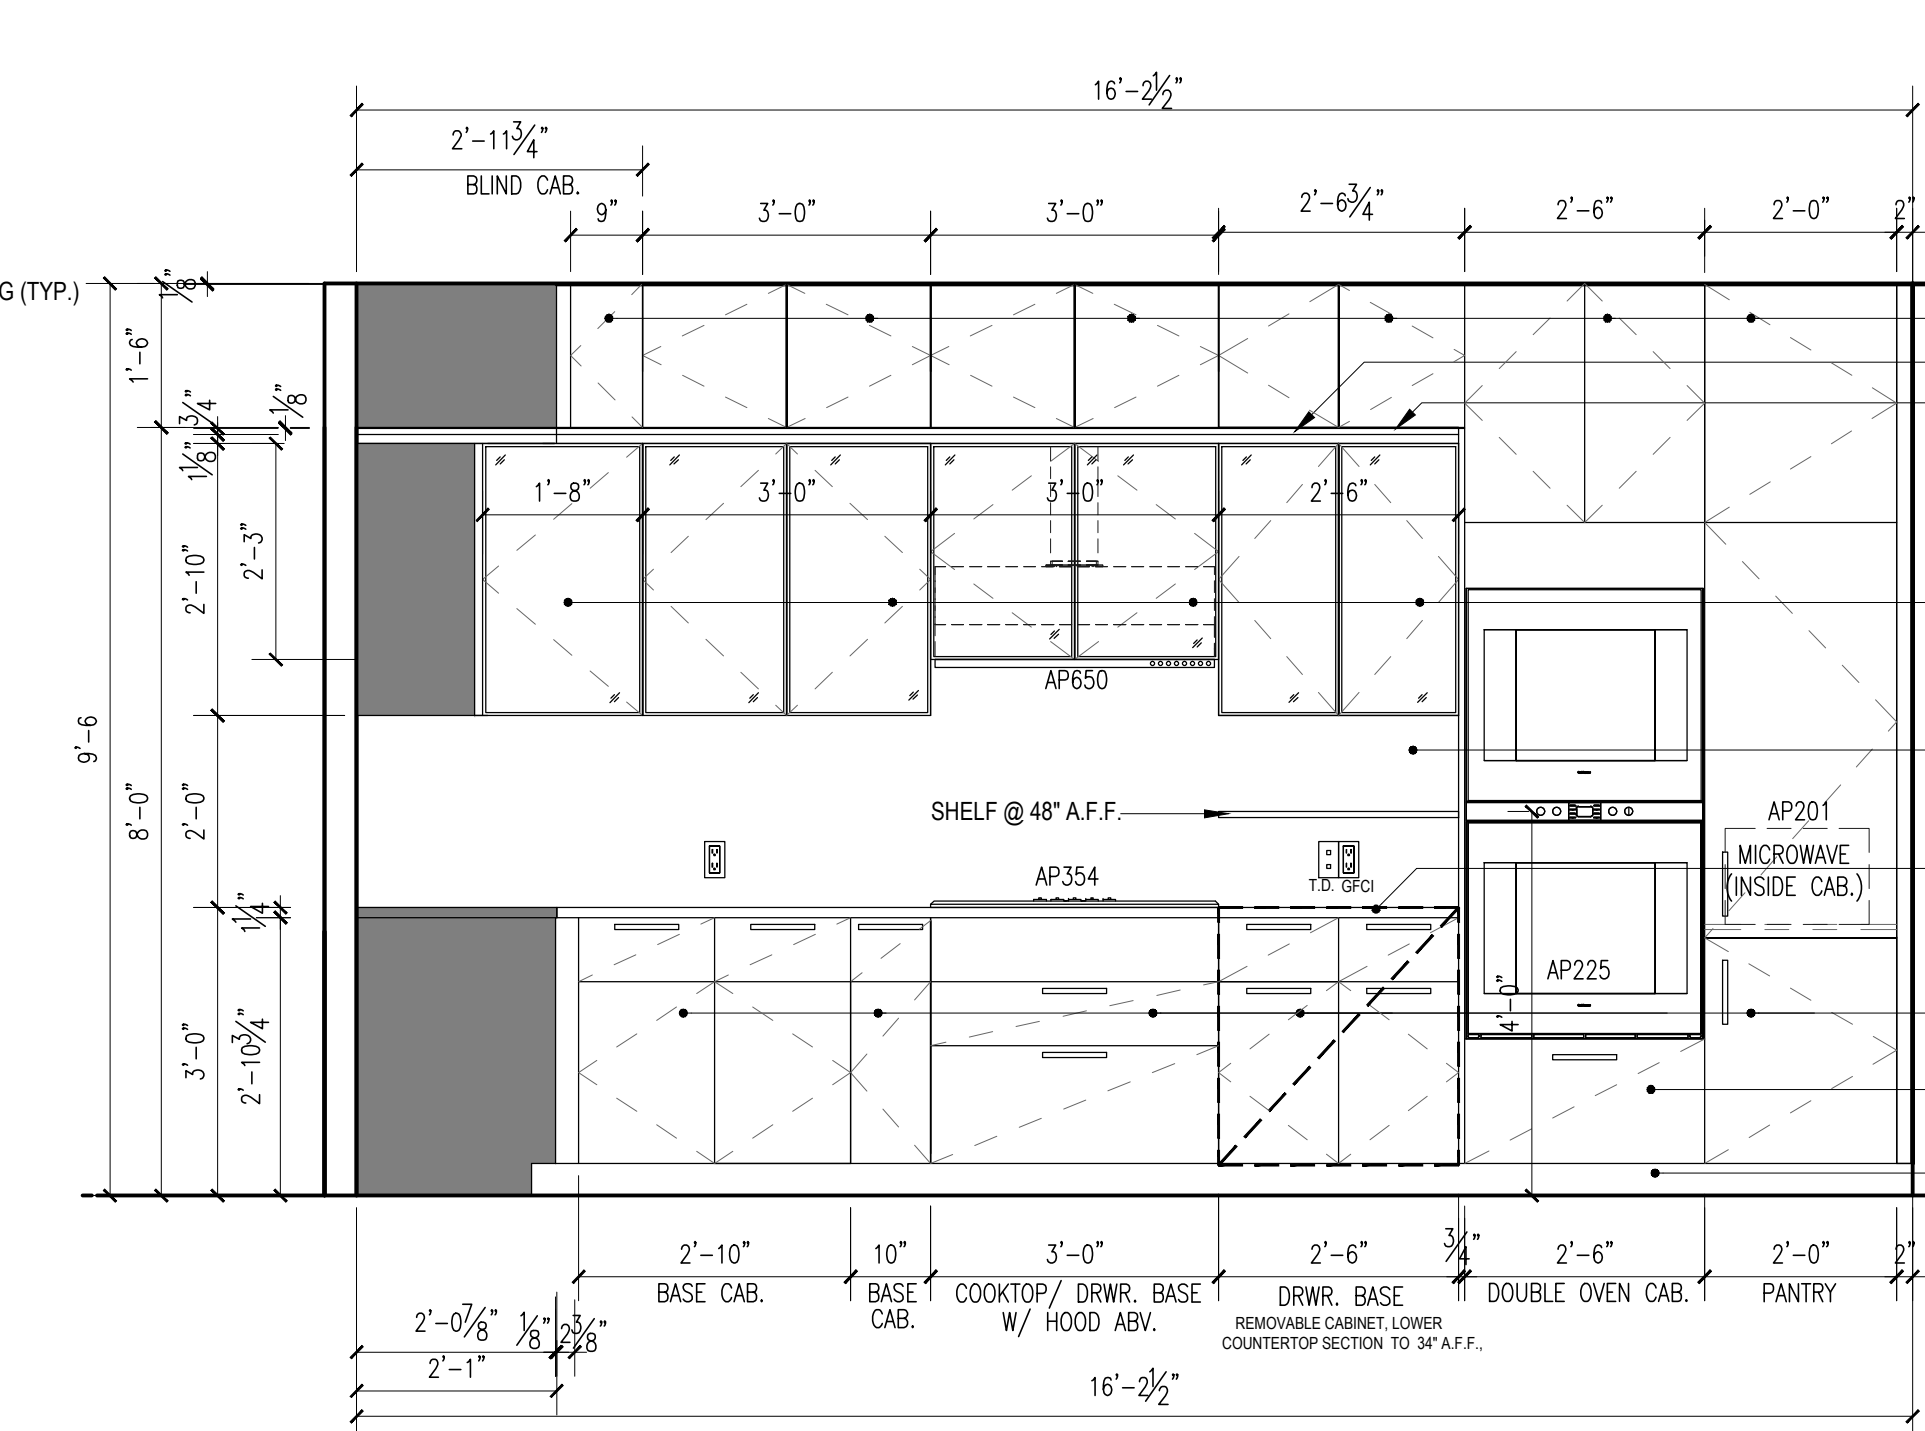 16'-2½"
2'-11¾"
BLIND CAB.
9"
3'-0"
3'-0"
2'-6¾"
2'-6"
2'-0"
2"
G (TYP.)
⅛"
1'-6"
¾"
⅛"
1⅛"
1'-8"
3'-0"
3'-0"
2'-6"
2'-3"
2'-10"
AP650
9'-6
8'-0"
2'-0"
SHELF @ 48" A.F.F.
AP201
MICROWAVE
(INSIDE CAB.)
AP354
T.D. GFCI
1¼"
AP225
4'-0"
3'-0"
2'-10¾"
2'-10"
10"
3'-0"
2'-6"
¾"
2'-6"
2'-0"
2"
BASE CAB.
BASE
CAB.
COOKTOP/ DRWR. BASE
W/ HOOD ABV.
DRWR. BASE
REMOVABLE CABINET, LOWER
COUNTERTOP SECTION TO 34" A.F.F.,
DOUBLE OVEN CAB.
PANTRY
2'-0⅞"
⅛"
2⅜"
2'-1"
16'-2½"